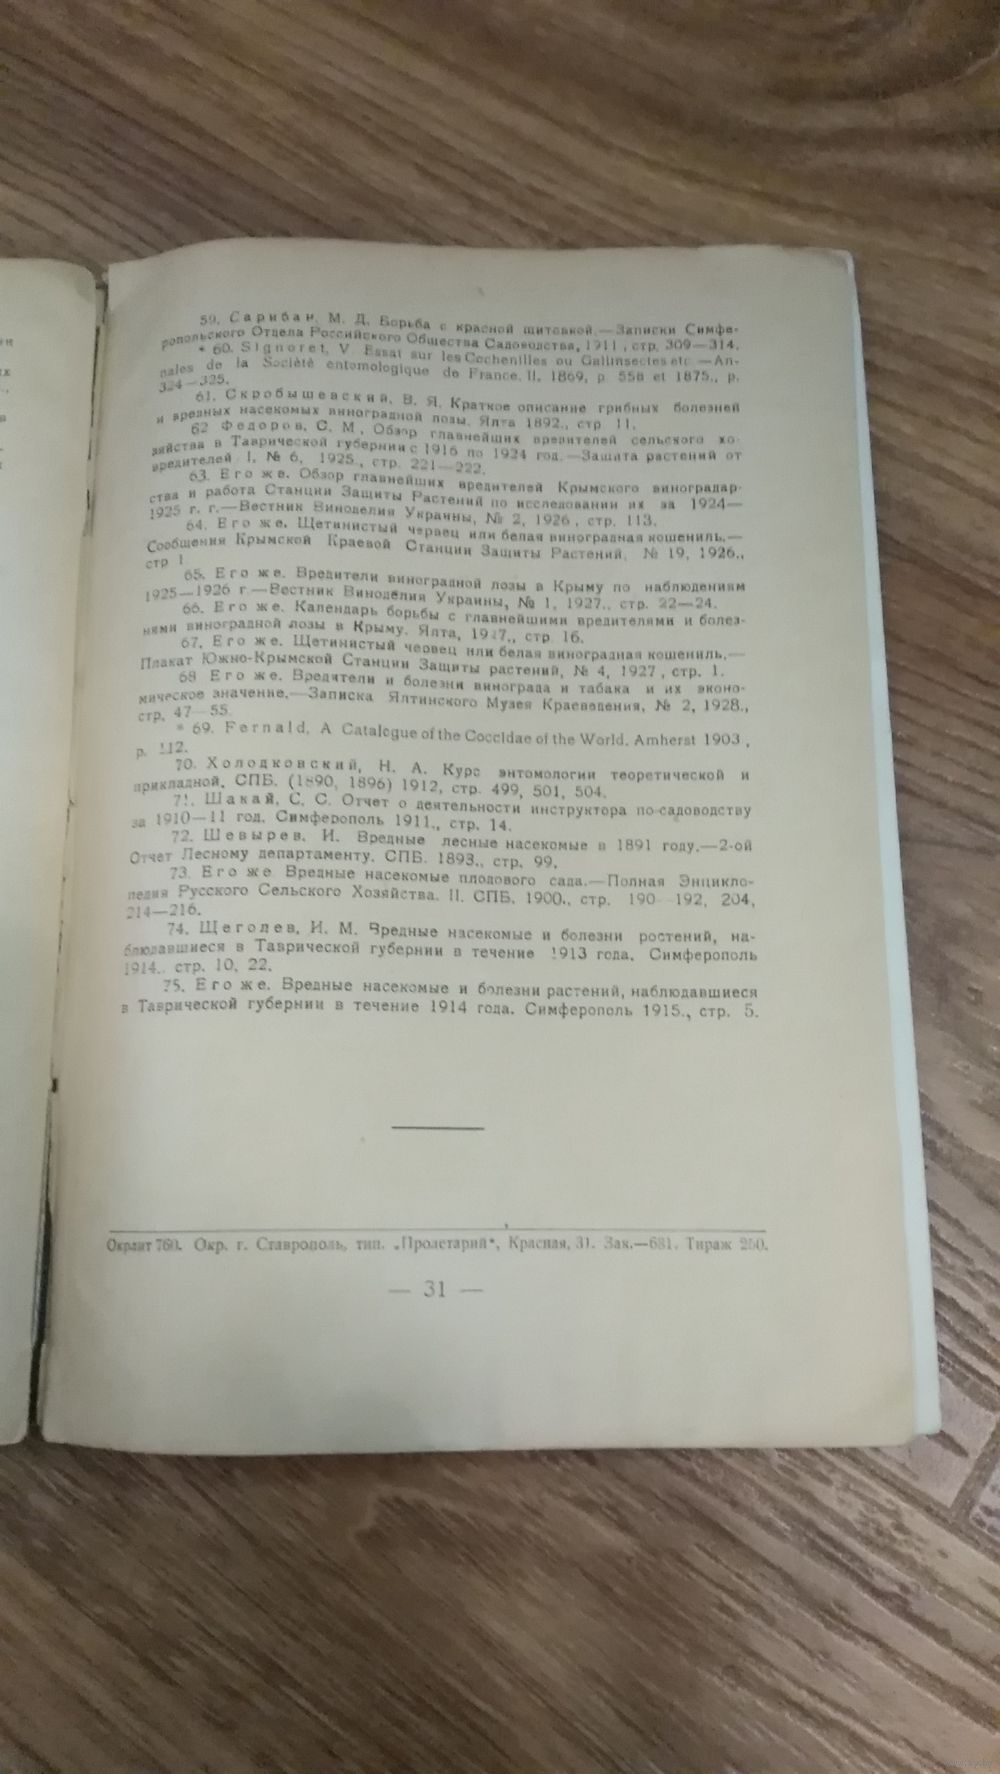 59. Сарибан, М. Д. Борьба с красной щитовкой.—Записки Симфе-
ропольского Отдела Российского Общества Садоводства, 1911, стр. 309—314.
* 60. Signoret, V. Essai sur les Cochenilles ou Gallinsectes etc.—An-
nales de la Société entomologique de France, II, 1869, p. 558 et 1875., p.
324—325.
61. Скробышевский, В. Я. Краткое описание грибных болезней
и вредных насекомых виноградной лозы. Ялта 1892., стр. 11.
62 Федоров, С. М, Обзор главнейших вредителей сельского хо-
зяйства в Таврической губернии с 1916 по 1924 год.—Защита растений от
вредителей I, № 6, 1925., стр. 221—222.
63. Его же. Обзор главнейших вредителей Крымского виноградар-
ства и работа Станции Защиты Растений по исследовании их за 1924—
1925 г. г.—Вестник Виноделия Украины, № 2, 1926, стр. 113.
64. Его же. Щетинистый червец или белая виноградная кошениль.—
Сообщения Крымской Краевой Станции Защиты Растений, № 19, 1926.,
стр 1
65. Его же. Вредители виноградной лозы в Крыму по наблюдениям
1925—1926 г.—Вестник Виноделия Украины, № 1, 1927., стр. 22—24.
66. Его же. Календарь борьбы с главнейшими вредителями и болез-
нями виноградной лозы в Крыму. Ялта, 1927., стр 16.
67. Его же. Щетинистый червец или белая виноградная кошениль.—
Плакат Южно-Крымской Станции Защиты растений, № 4, 1927, стр. 1.
68 Его же. Вредители и болезни винограда и табака и их эконо-
мическое значение.—Записка Ялтинского Музея Краеведения, № 2, 1928.,
стр. 47—55.
* 69. Fernald. A Catalogue of the Coccidae of the World. Amherst 1903,
p. 112.
70. Холодковский, Н. А. Курс энтомологии теоретической и
прикладной. СПБ. (1890, 1896) 1912, стр. 499, 501, 504.
71. Шакай, С. С. Отчет о деятельности инструктора по садоводству
за 1910—11 год. Симферополь 1911., стр. 14.
72. Шевырев, И. Вредные лесные насекомые в 1891 году.—2-ой
Отчет Лесному департаменту. СПБ. 1893., стр. 99.
73. Его же Вредные насекомые плодового сада.—Полная Энцикло-
педия Русского Сельского Хозяйства. II. СПБ. 1900., стр. 190—192, 204,
214—216.
74. Щеголев, И. М. Вредные насекомые и болезни растений, на-
блюдавшиеся в Таврической губернии в течение 1913 года. Симферополь
1914., стр. 10, 22.
75. Его же. Вредные насекомые и болезни растений, наблюдавшиеся
в Таврической губернии в течение 1914 года. Симферополь 1915., стр. 5.
Окрлит 760. Окр. г. Ставрополь, тип. „Пролетарий“, Красная, 31. Зак.—681. Тираж 250.
— 31 —